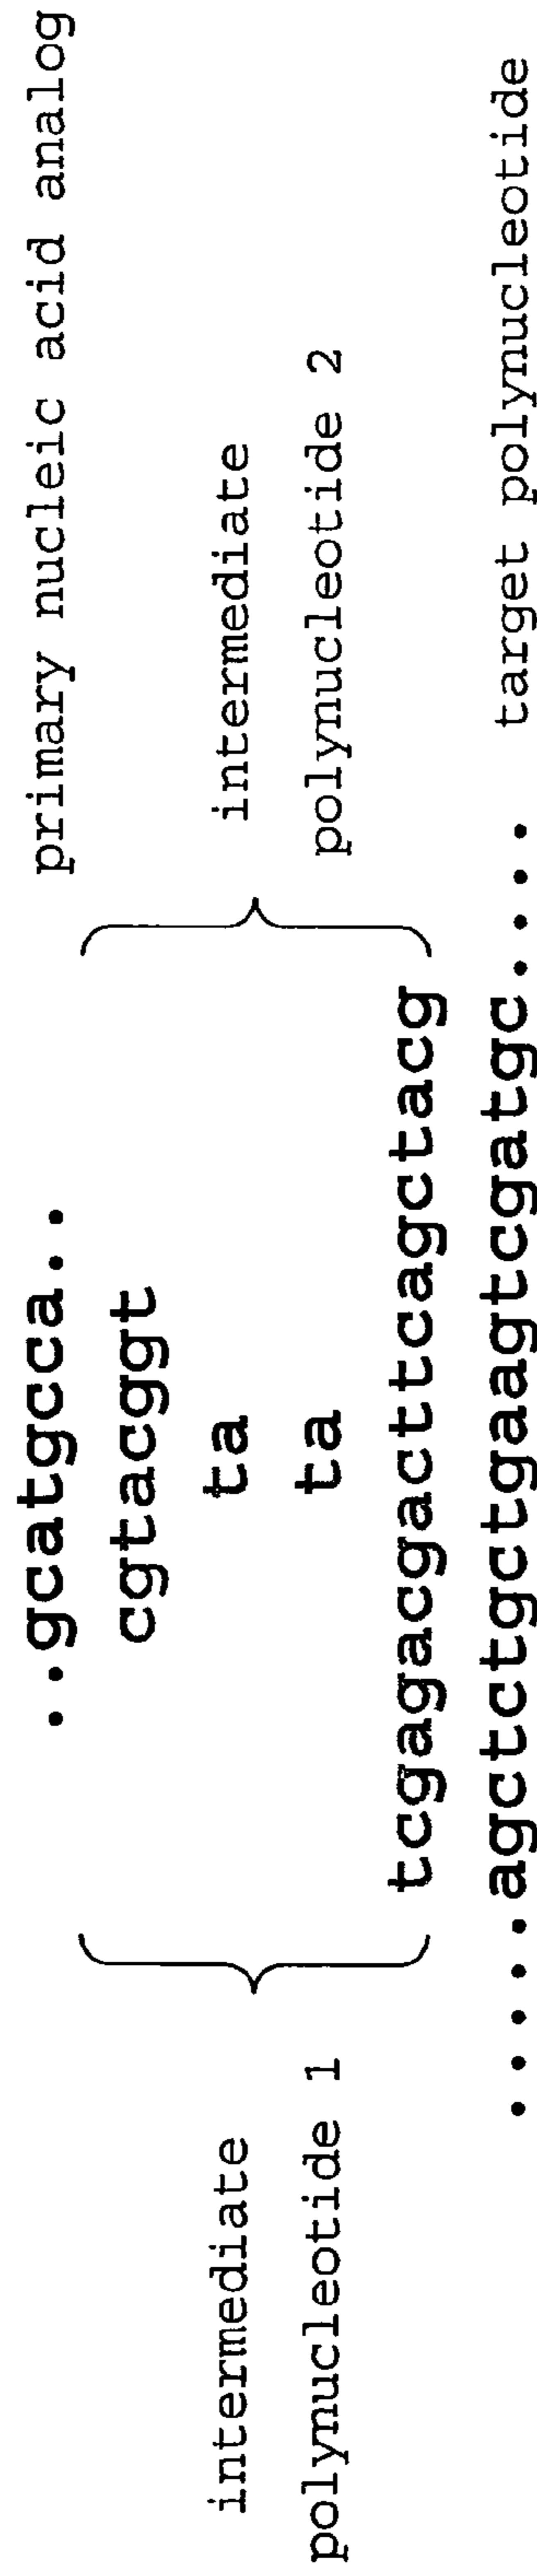 ..gcatgcca.. primary nucleic acid analog
cgtacggt
intermediate ta intermediate
polynucleotide 1 ta polynucleotide 2
tcgagacgacttcagctacg
.....agctctgctgaagtcgatgc.... target polynucleotide